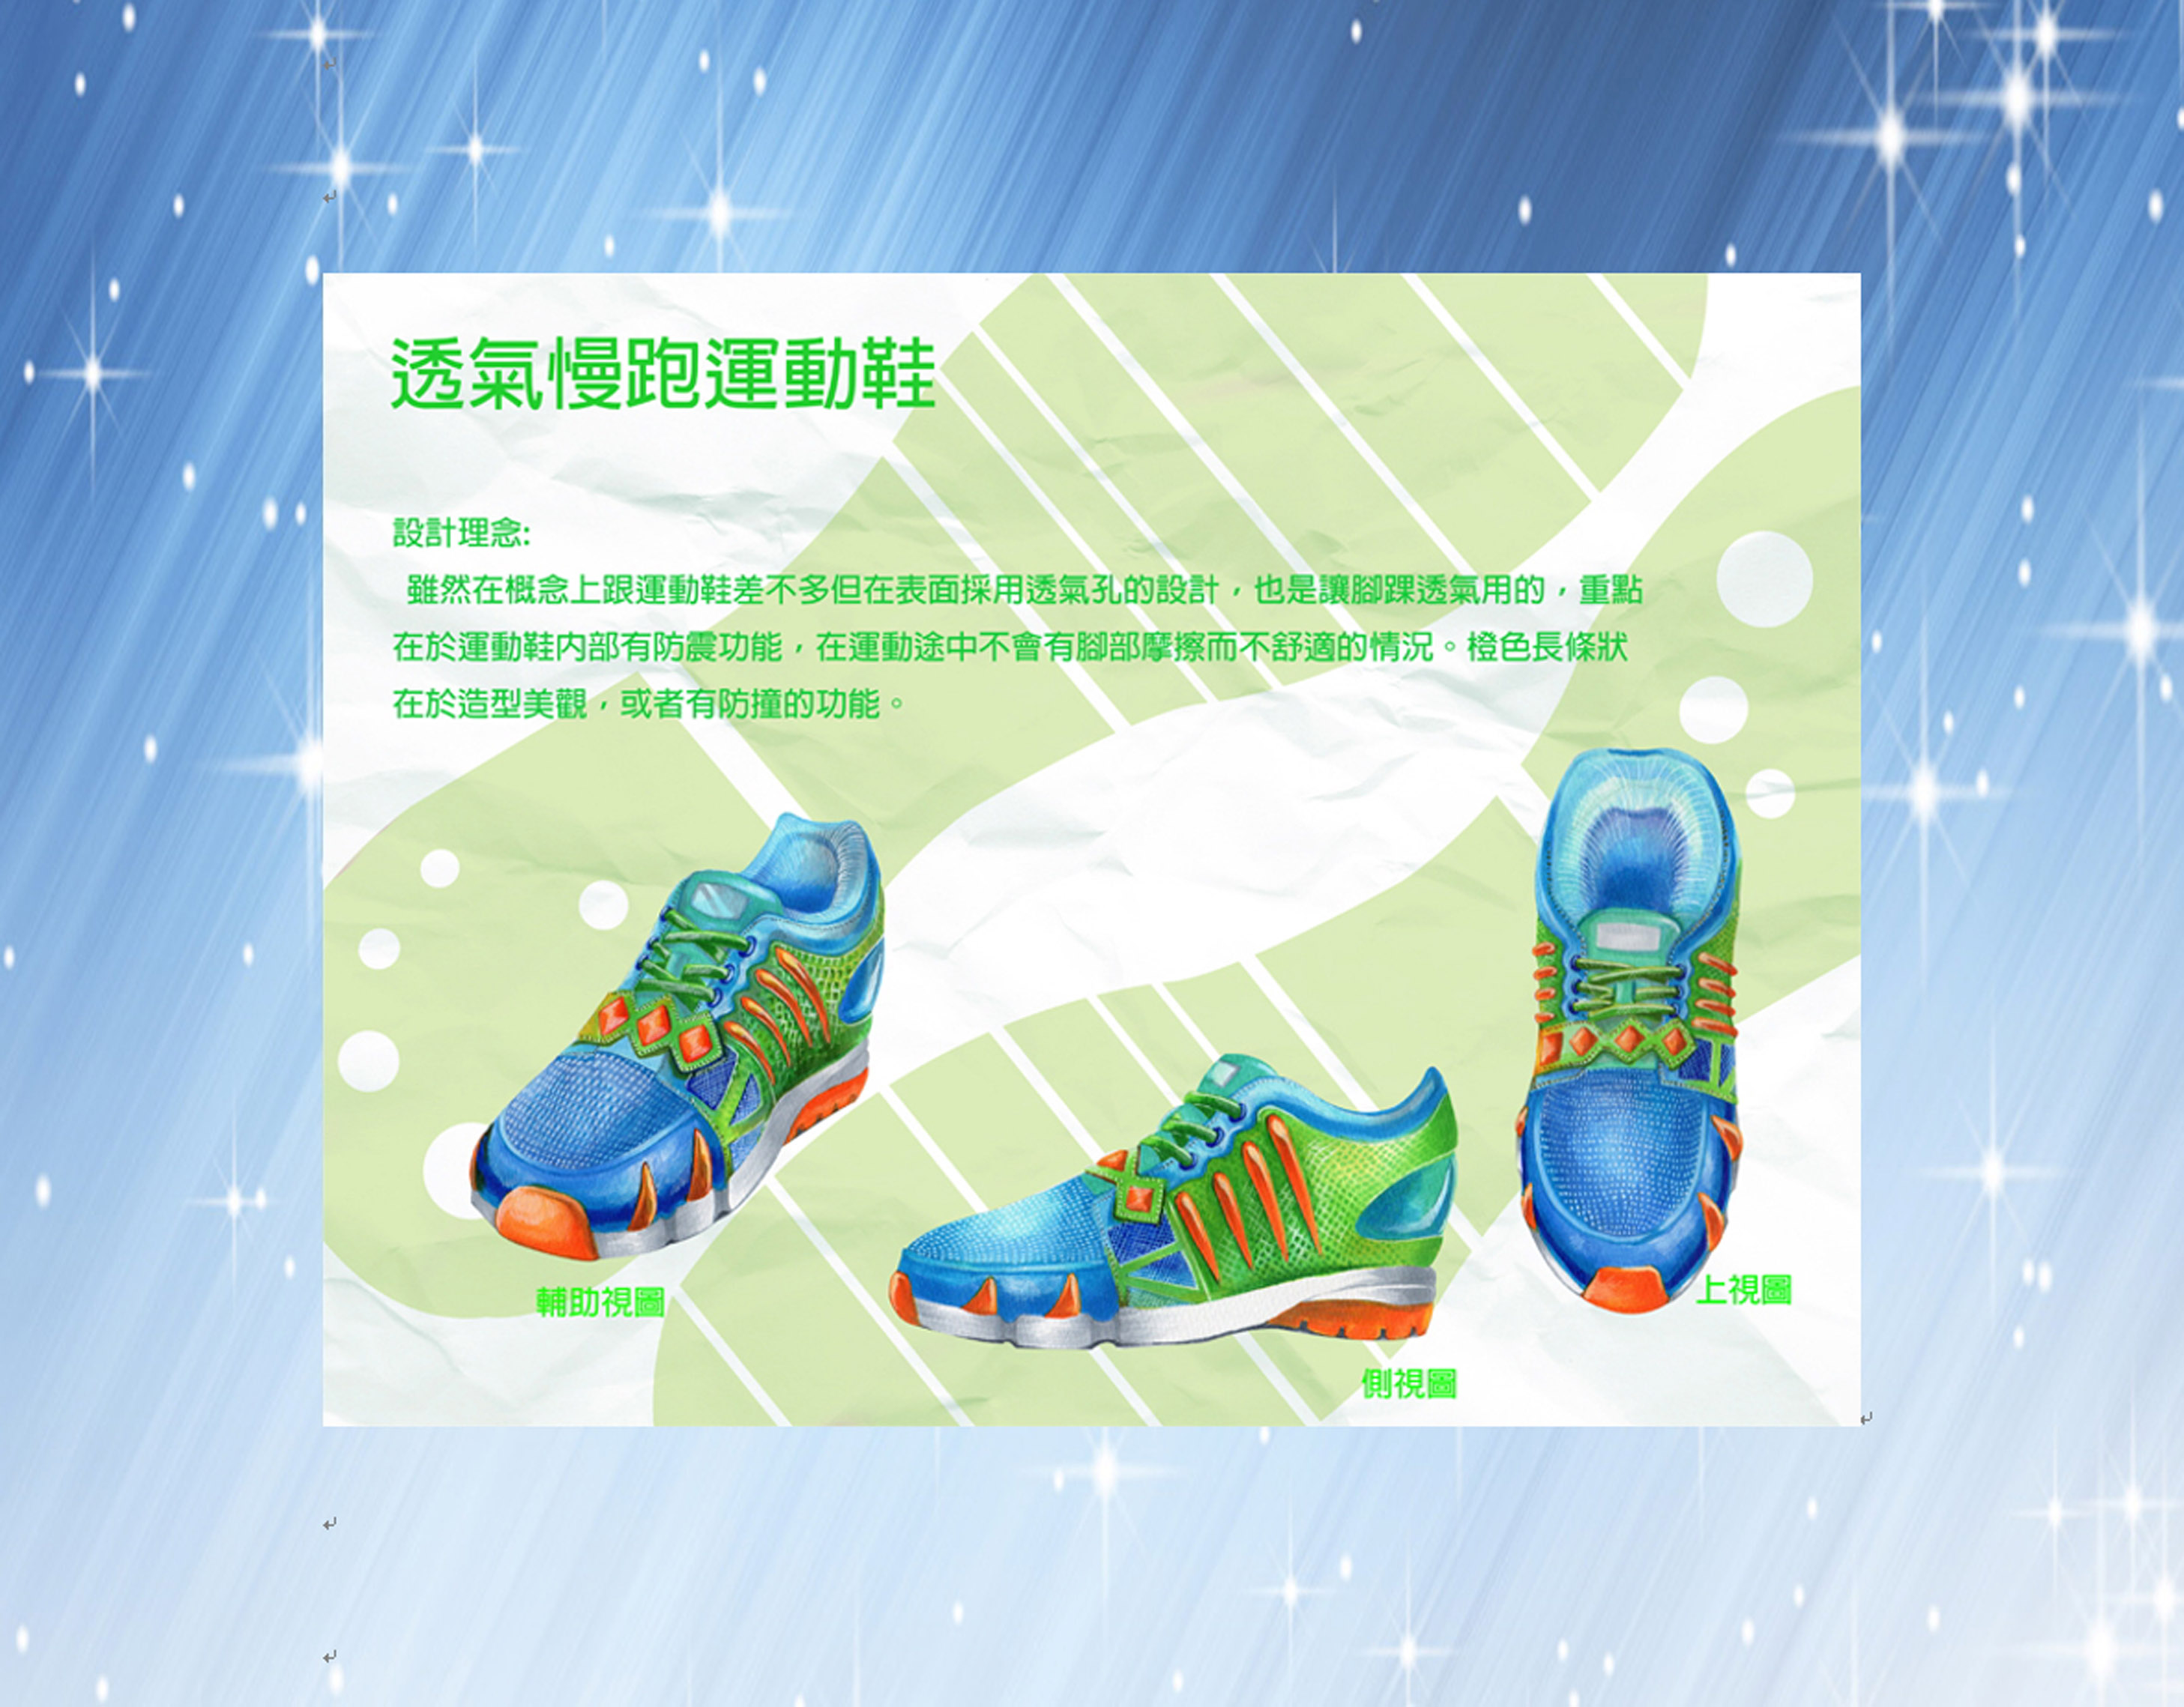 透氣慢跑運動鞋
設計理念:
雖然在概念上跟運動鞋差不多但在表面採用透氣孔的設計，也是讓腳踝透氣用的，重點
在於運動鞋內部有防震功能，在運動途中不會有腳部摩擦而不舒適的情況。橙色長條狀
在於造型美觀，或者有防撞的功能。
輔助視圖
上視圖
側視圖